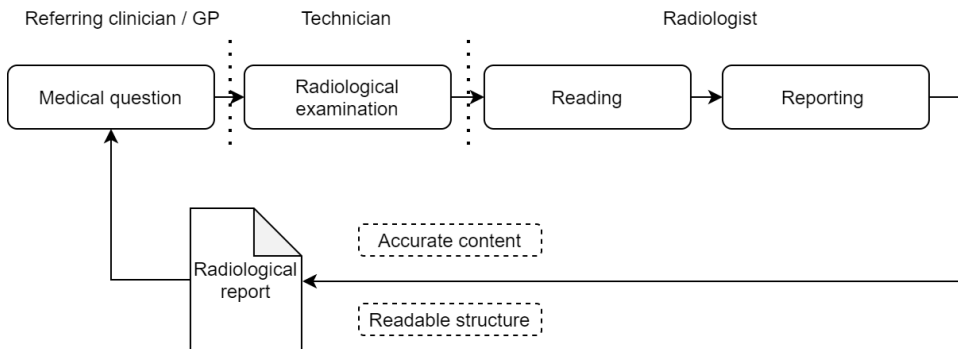 Referring clinician / GP
Technician
Radiologist
Medical question
Radiological
examination
Reading
Reporting
Accurate content
Radiological
report
Readable structure